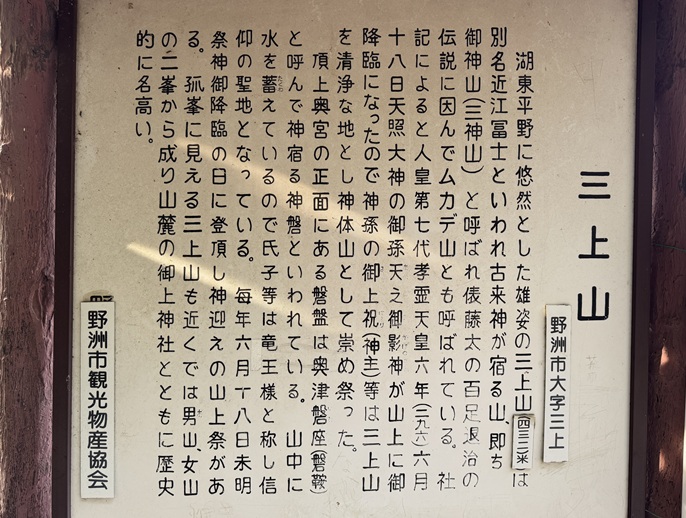 三上山
野洲市大字三上
湖東平野に悠然とした雄姿の三上山(四三二米)は
別名近江冨士といわれ古来神が宿る山、即ち
御神山(三神山)と呼ばれ俵藤太の百足退治の
伝説に因んでムカデ山とも呼ばれている。社
記によると人皇第七代孝霊天皇六年六月
十八日天照大神の御孫天之御影神が山上に御
降臨になったので神孫の御上祝(神主)等は三上山
を清浄な地とし神体山として崇め祭った。
頂上奥宮の正面にある磐盤は奥津磐座(磐鞍)
と呼んで神宿る神磐といわれている。山中に
水を蓄えているので氏子等は竜王様と称し信
仰の聖地となっている。毎年六月十八日未明
祭神御降臨の日に登頂し神迎えの山上祭があ
る。孤峯に見える三上山も近くでは男山、女山
の二峯から成り山麓の御上神社とともに歴史
的に名高い。
野洲市観光物産協会